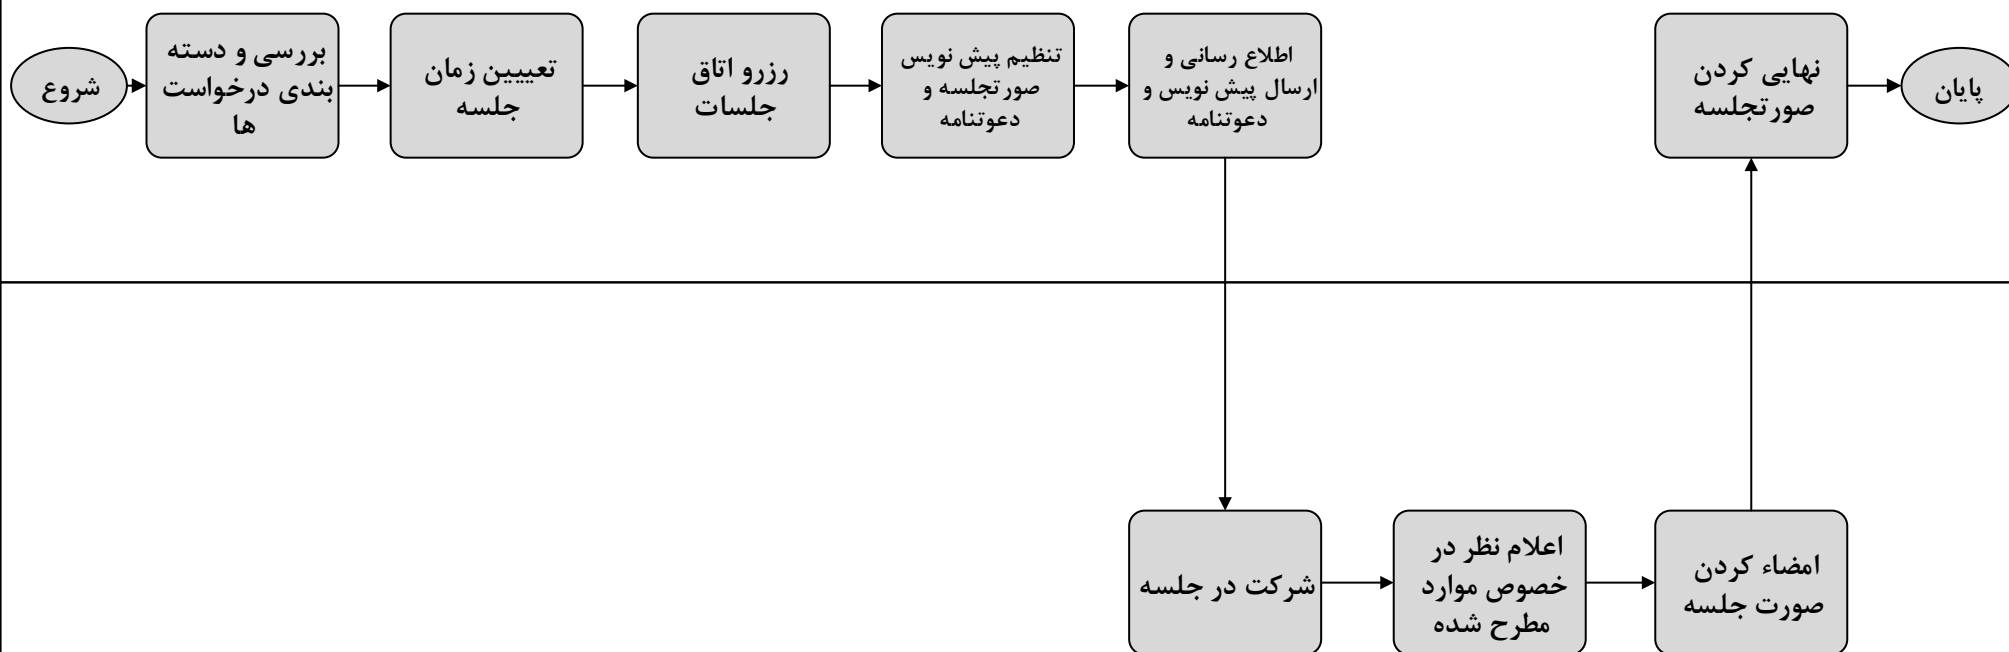 شروع
بررسی و دسته
بندی درخواست
ها
تعییین زمان
جلسه
رزرو اتاق
جلسات
تنظیم پیش نویس
صورتجلسه و
دعوتنامه
اطلاع رسانی و
ارسال پیش نویس و
دعوتنامه
نهایی کردن
صورتجلسه
پایان
شرکت در جلسه
اعلام نظر در
خصوص موارد
مطرح شده
امضاء کردن
صورت جلسه